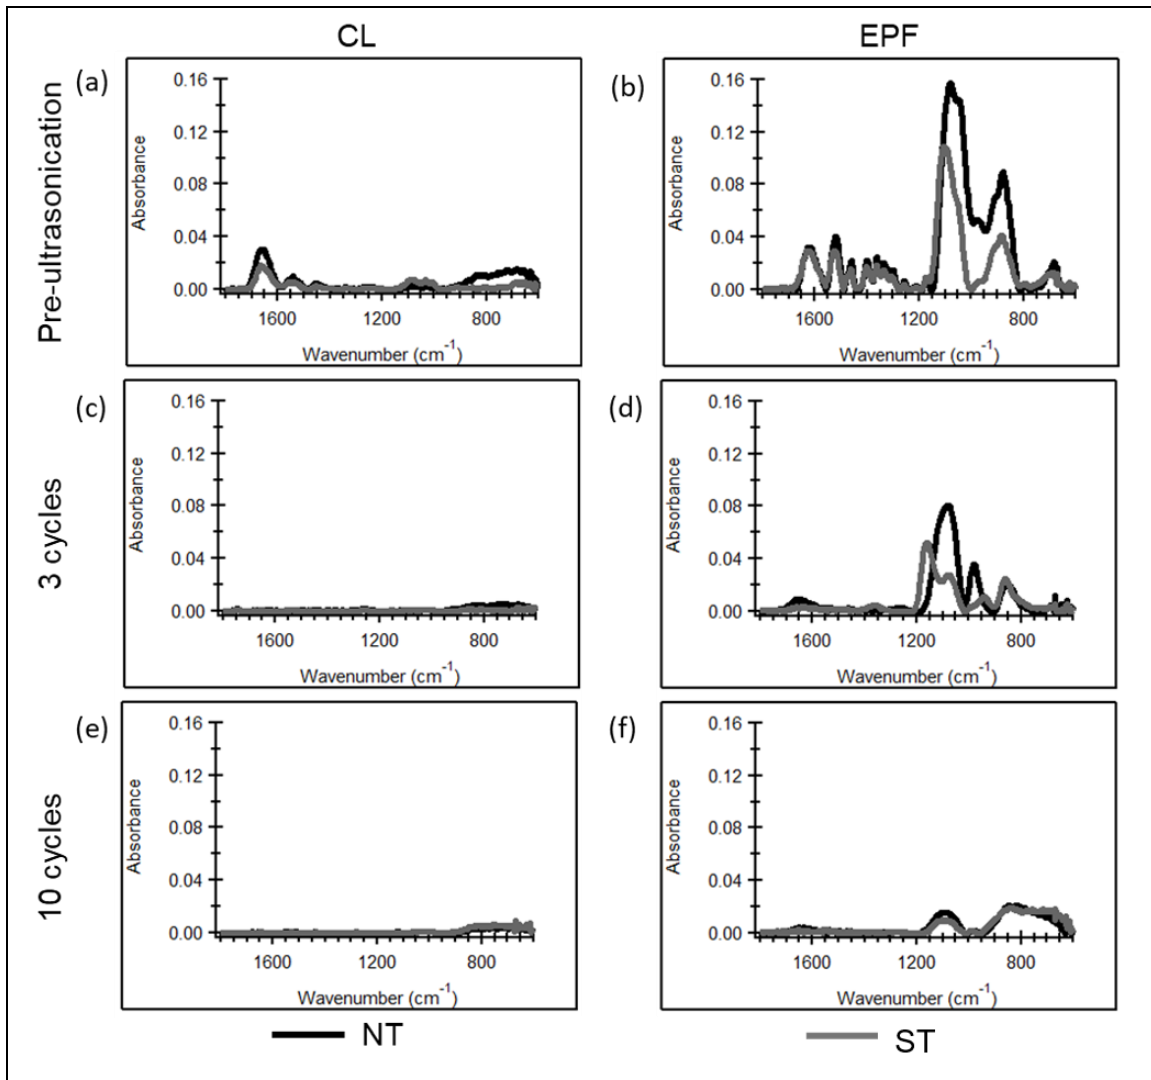 CL EPF
Pre-ultrasonication
(a)
0.16
0.12
0.08
0.04
0.00
Absorbance
1600 1200 800
Wavenumber (cm-1)
(b)
0.16
0.12
0.08
0.04
0.00
Absorbance
1600 1200 800
Wavenumber (cm-1)
3 cycles
(c)
0.16
0.12
0.08
0.04
0.00
Absorbance
1600 1200 800
Wavenumber (cm-1)
(d)
0.16
0.12
0.08
0.04
0.00
Absorbance
1600 1200 800
Wavenumber (cm-1)
10 cycles
(e)
0.16
0.12
0.08
0.04
0.00
Absorbance
1600 1200 800
Wavenumber (cm-1)
(f)
0.16
0.12
0.08
0.04
0.00
Absorbance
1600 1200 800
Wavenumber (cm-1)
NT ST